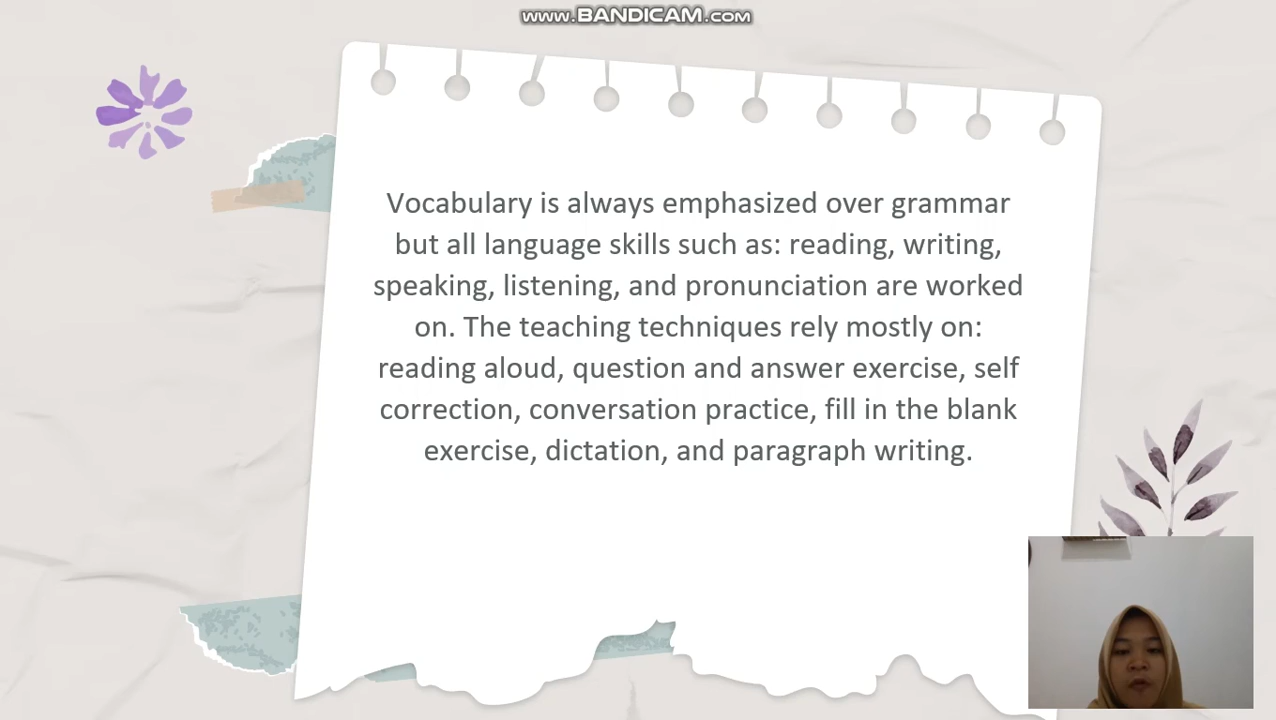 www.BANDICAM.com
Vocabulary is always emphasized over grammar
but all language skills such as: reading, writing,
speaking, listening, and pronunciation are worked
on. The teaching techniques rely mostly on:
reading aloud, question and answer exercise, self
correction, conversation practice, fill in the blank
exercise, dictation, and paragraph writing.